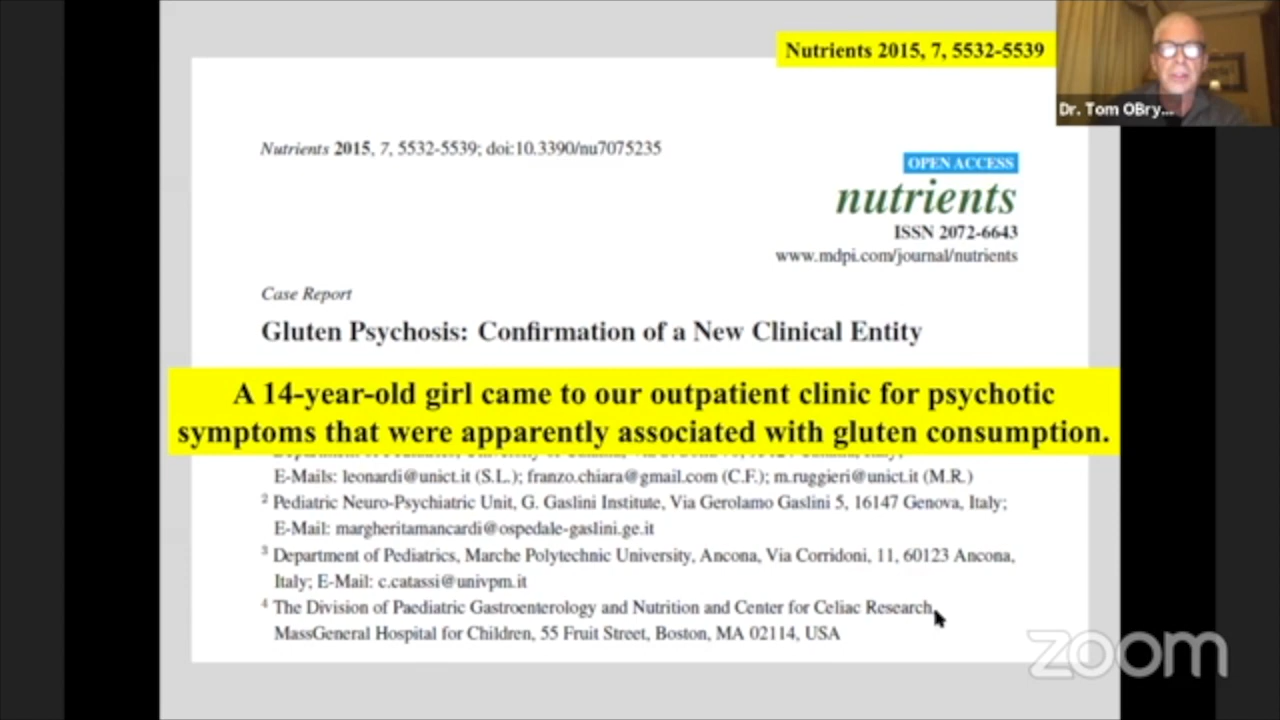 Nutrients 2015, 7, 5532-5539
Dr. Tom OBry...
Nutrients 2015, 7, 5532-5539; doi:10.3390/nu7075235
OPEN ACCESS
nutrients
ISSN 2072-6643
www.mdpi.com/journal/nutrients
Case Report
Gluten Psychosis: Confirmation of a New Clinical Entity
A 14-year-old girl came to our outpatient clinic for psychotic
symptoms that were apparently associated with gluten consumption.
E-Mails: leonardi@unict.it (S.L.); franzo.chiara@gmail.com (C.F.); m.ruggieri@unict.it (M.R.)
2 Pediatric Neuro-Psychiatric Unit, G. Gaslini Institute, Via Gerolamo Gaslini 5, 16147 Genova, Italy;
E-Mail: margheritamancardi@ospedale-gaslini.ge.it
3 Department of Pediatrics, Marche Polytechnic University, Ancona, Via Corridoni, 11, 60123 Ancona,
Italy; E-Mail: c.catassi@univpm.it
4 The Division of Paediatric Gastroenterology and Nutrition and Center for Celiac Research,
MassGeneral Hospital for Children, 55 Fruit Street, Boston, MA 02114, USA
zoom